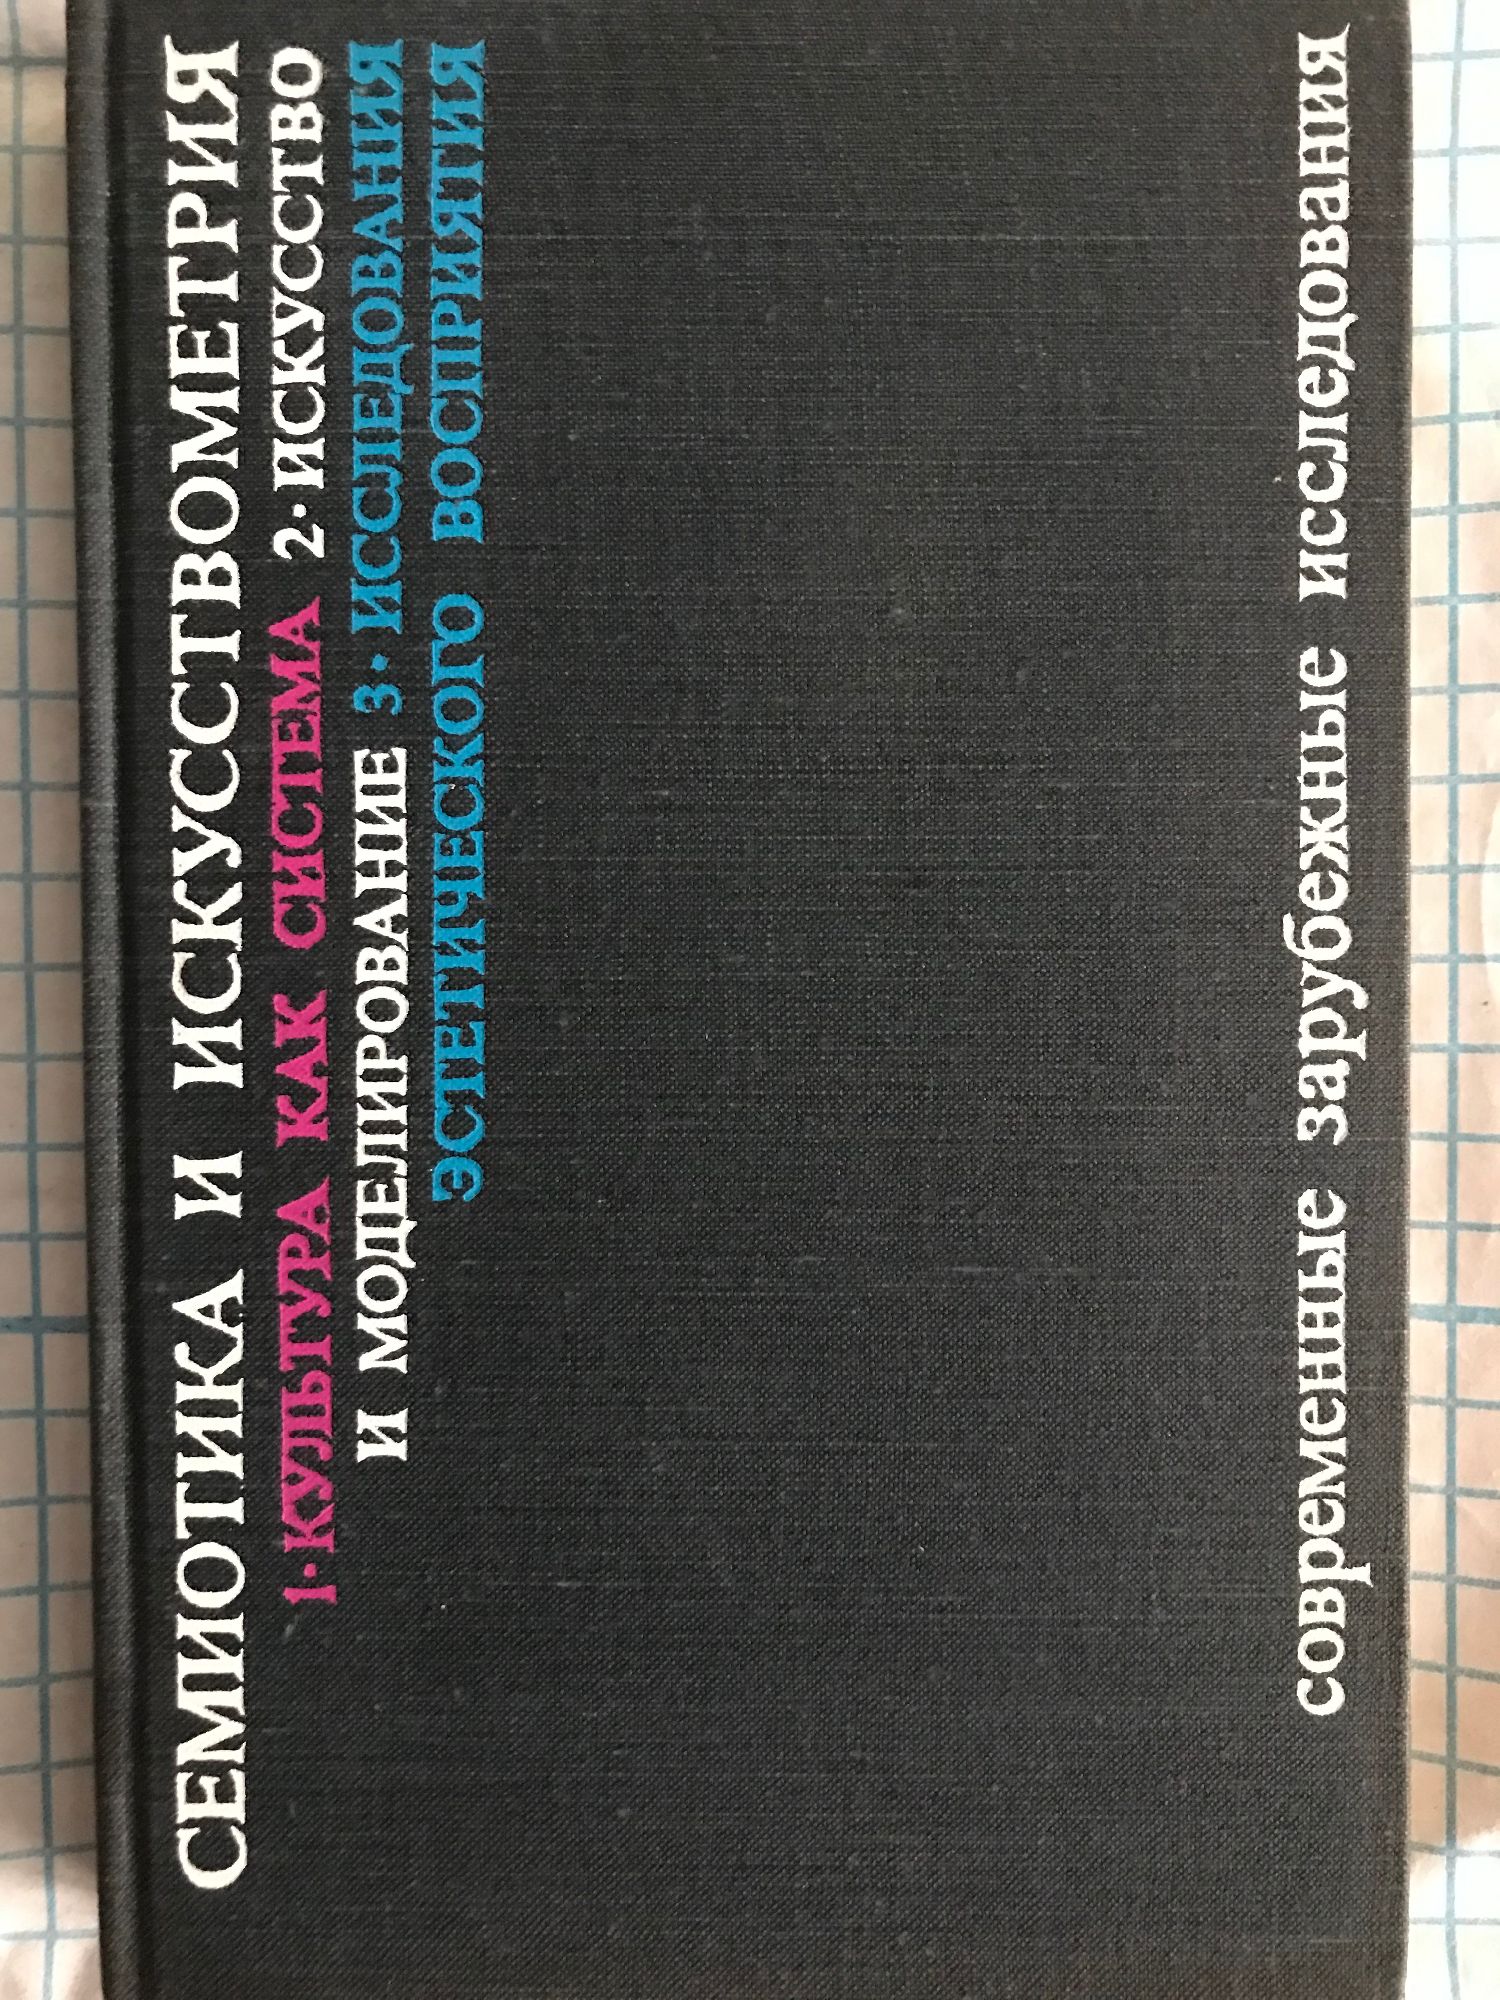 СЕМИОТИКА И ИСКУССТВОМЕТРИЯ
1·КУЛЬТУРА КАК СИСТЕМА 2·ИСКУССТВО
И МОДЕЛИРОВАНИЕ 3·ИССЛЕДОВАНИЯ
ЭСТЕТИЧЕСКОГО ВОСПРИЯТИЯ
современные зарубежные исследования